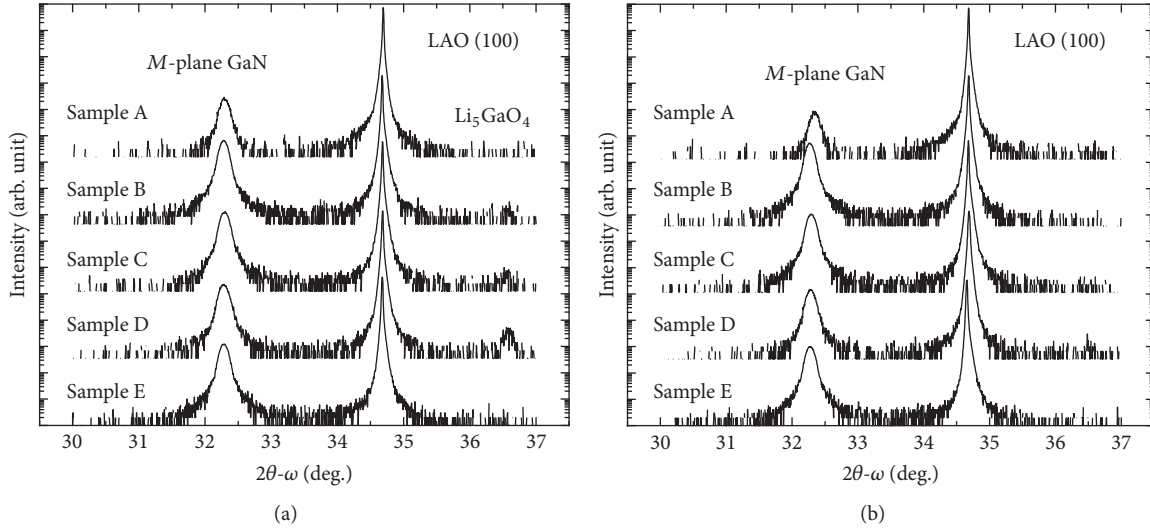 LAO (100)
M-plane GaN
Sample A
Li₅GaO₄
Sample B
Sample C
Sample D
Sample E
Intensity (arb. unit)
30 31 32 33 34 35 36 37
2θ-ω (deg.)
(a)
LAO (100)
M-plane GaN
Sample A
Sample B
Sample C
Sample D
Sample E
Intensity (arb. unit)
30 31 32 33 34 35 36 37
2θ-ω (deg.)
(b)